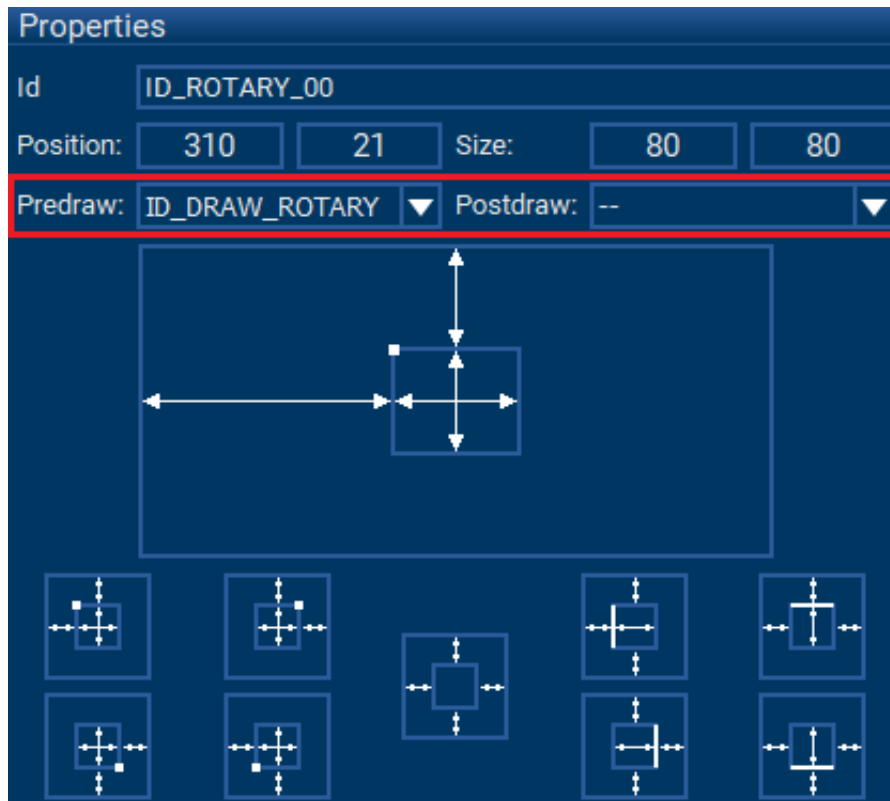 Properties
Id ID_ROTARY_00
Position: 310 21 Size: 80 80
Predraw: ID_DRAW_ROTARY Postdraw: --